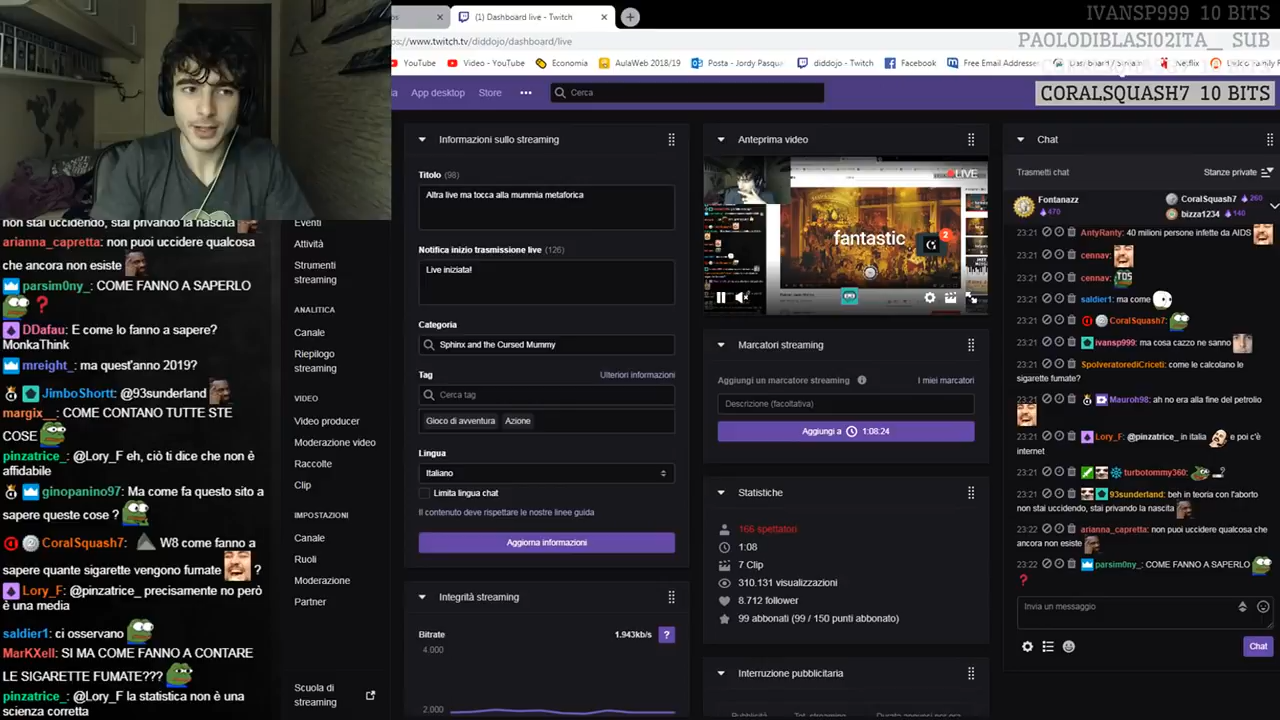 (1) Dashboard live - Twitch
IVANSP999 10 BITS
PAOLODIBLASI02ITA_ SUB
CORALSQUASH7 10 BITS
ps://www.twitch.tv/diddojo/dashboard/live
YouTube
Video - YouTube
Economia
AulaWeb 2018/19
Posta - Jordy Pasque
diddojo - Twitch
Facebook
Free Email Addresse
Netflix
App desktop
Store
Cerca
Informazioni sullo streaming
Titolo (98)
Altra live ma tocca alla mummia metaforica
Notifica inizio trasmissione live (126)
Live iniziata!
Categoria
Sphinx and the Cursed Mummy
Tag
Ulteriori informazioni
Cerca tag
Gioco di avventura
Azione
Lingua
Italiano
Limita lingua chat
Il contenuto deve rispettare le nostre linee guida
Aggiorna informazioni
Integrità streaming
Bitrate
1.943kb/s
?
4.000
2.000
Anteprima video
LIVE
fantastic
2
Marcatori streaming
Aggiungi un marcatore streaming
I miei marcatori
Descrizione (facoltativa)
Aggiungi a 1:08:24
Statistiche
166 spettatori
1:08
7 Clip
310.131 visualizzazioni
8.712 follower
99 abbonati (99 / 150 punti abbonato)
Interruzione pubblicitaria
Chat
Trasmetti chat
Stanze private
Fontanazz
470
CoralSquash7 260
bizza1234 140
23:21 AntyRanty: 40 milioni persone infette da AIDS
23:21 cennav:
23:21 cennav:
23:21 saldier1: ma come
23:21 CoralSquash7:
23:21 ivansp999: ma cosa cazzo ne sanno
23:21 SpolveratorediCriceti: come le calcolano le
sigarette fumate?
23:21 Mauroh98: ah no era alla fine del petrolio
23:21 Lory_F: @pinzatrice_ in italia e poi c'è
internet
23:21 turbotommy360:
23:21 93sunderland: beh in teoria con l'aborto
non stai uccidendo, stai privando la nascita
23:22 arianna_capretta: non puoi uccidere qualcosa
che ancora non esiste
23:22 parsim0ny_: COME FANNO A SAPERLO
?
Invia un messaggio
Chat
Eventi
Attività
Strumenti
streaming
ANALITICA
Canale
Riepilogo
streaming
VIDEO
Video producer
Moderazione video
Raccolte
Clip
IMPOSTAZIONI
Canale
Ruoli
Moderazione
Partner
Scuola di
streaming
non stai uccidendo, stai privando la nascita
arianna_capretta: non puoi uccidere qualcosa
che ancora non esiste
parsim0ny_: COME FANNO A SAPERLO
?
DDafau: E come lo fanno a sapere?
MonkaThink
mreight_: ma quest'anno 2019?
JimboShortt: @93sunderland
margix__: COME CONTANO TUTTE STE
COSE
pinzatrice_: @Lory_F eh, ciò ti dice che non è
affidabile
ginopanino97: Ma come fa questo sito a
sapere queste cose ?
CoralSquash7: W8 come fanno a
sapere quante sigarette vengono fumate ?
Lory_F: @pinzatrice_ precisamente no però
è una media
saldier1: ci osservano
MarKXell: SI MA COME FANNO A CONTARE
LE SIGARETTE FUMATE???
pinzatrice_: @Lory_F la statistica non è una
scienza corretta